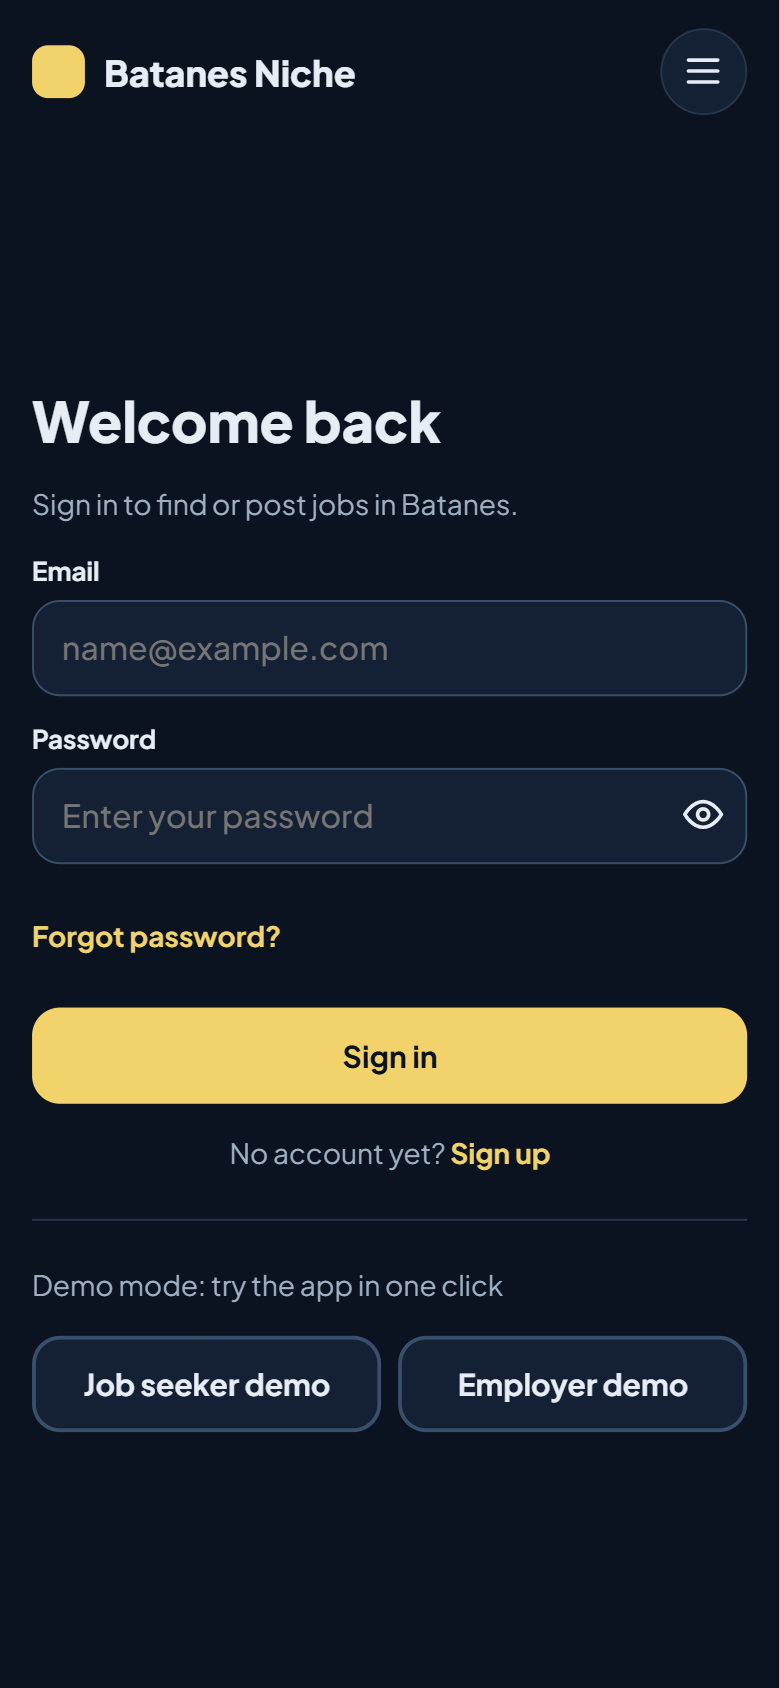 Batanes Niche
Welcome back
Sign in to find or post jobs in Batanes.
Email
name@example.com
Password
Enter your password
Forgot password?
Sign in
No account yet? Sign up
Demo mode: try the app in one click
Job seeker demo
Employer demo